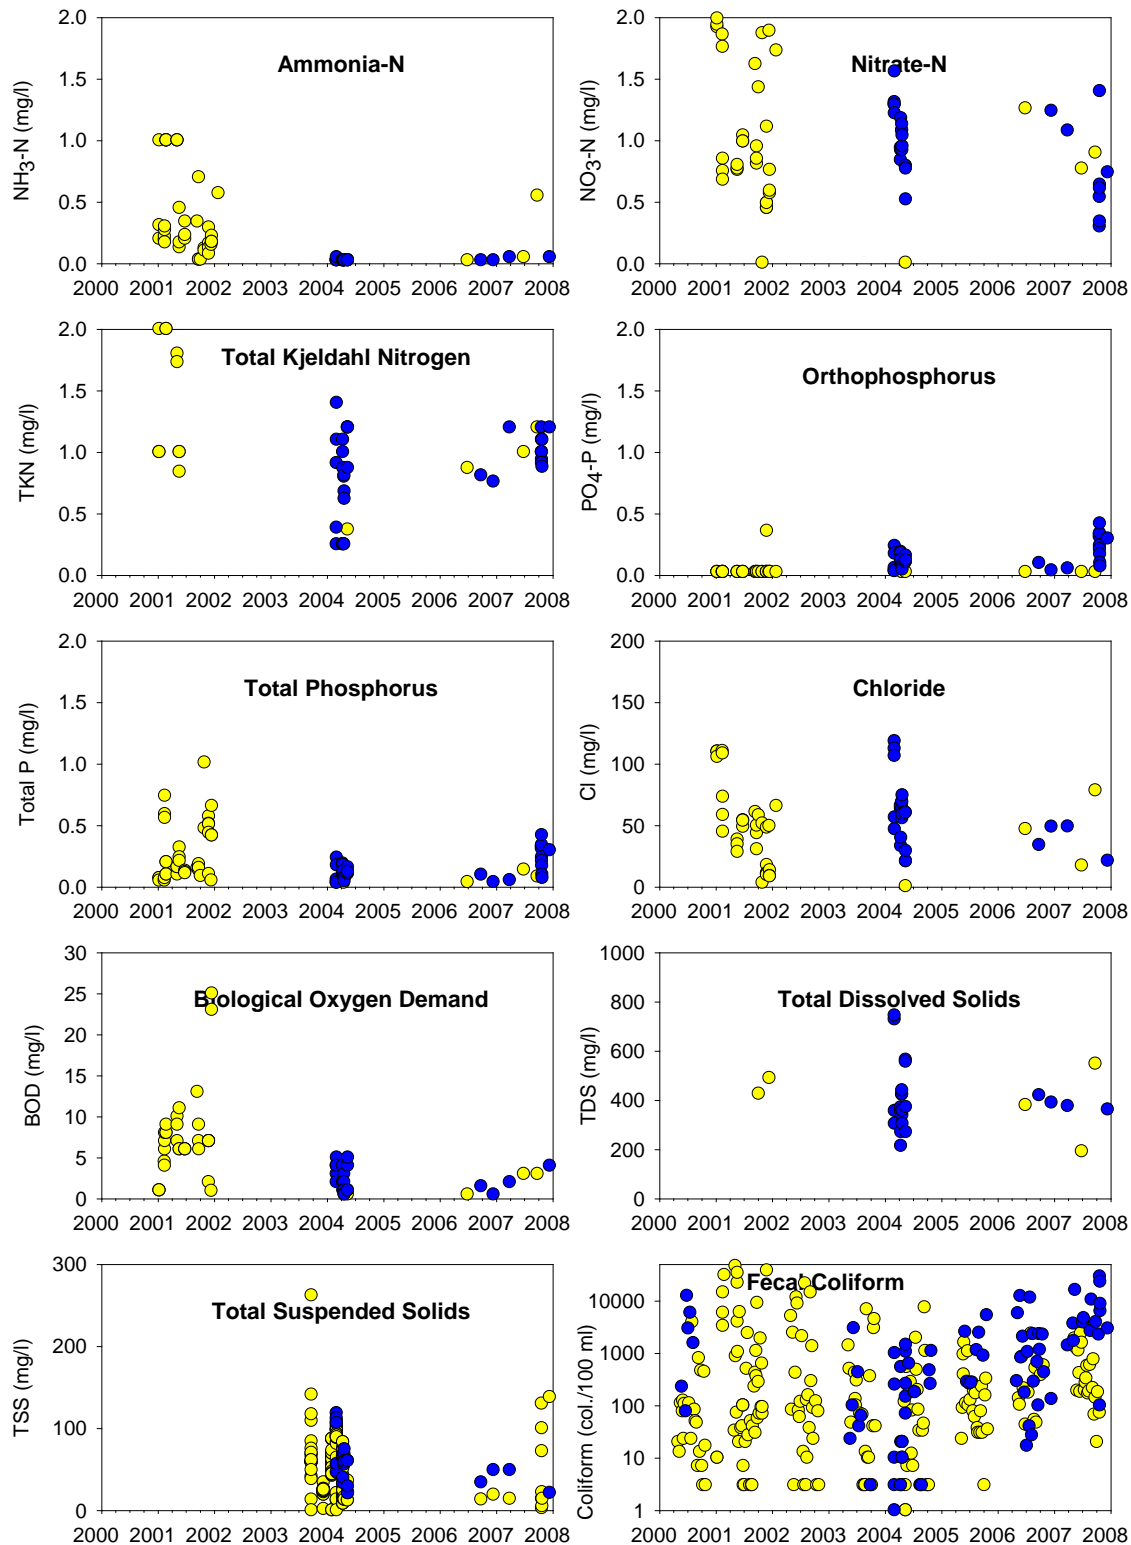 Ammonia-N
NH3-N (mg/l)
2.0
1.5
1.0
0.5
0.0
2000 2001 2002 2003 2004 2005 2006 2007 2008
Nitrate-N
NO3-N (mg/l)
2.0
1.5
1.0
0.5
0.0
2000 2001 2002 2003 2004 2005 2006 2007 2008
Total Kjeldahl Nitrogen
TKN (mg/l)
2.0
1.5
1.0
0.5
0.0
2000 2001 2002 2003 2004 2005 2006 2007 2008
Orthophosphorus
PO4-P (mg/l)
2.0
1.5
1.0
0.5
0.0
2000 2001 2002 2003 2004 2005 2006 2007 2008
Total Phosphorus
Total P (mg/l)
2.0
1.5
1.0
0.5
0.0
2000 2001 2002 2003 2004 2005 2006 2007 2008
Chloride
Cl (mg/l)
200
150
100
50
0
2000 2001 2002 2003 2004 2005 2006 2007 2008
Biological Oxygen Demand
BOD (mg/l)
30
25
20
15
10
5
0
2000 2001 2002 2003 2004 2005 2006 2007 2008
Total Dissolved Solids
TDS (mg/l)
1000
800
600
400
200
0
2000 2001 2002 2003 2004 2005 2006 2007 2008
Total Suspended Solids
TSS (mg/l)
300
200
100
0
2000 2001 2002 2003 2004 2005 2006 2007 2008
Fecal Coliform
Coliform (col./100 ml)
10000
1000
100
10
1
2000 2001 2002 2003 2004 2005 2006 2007 2008